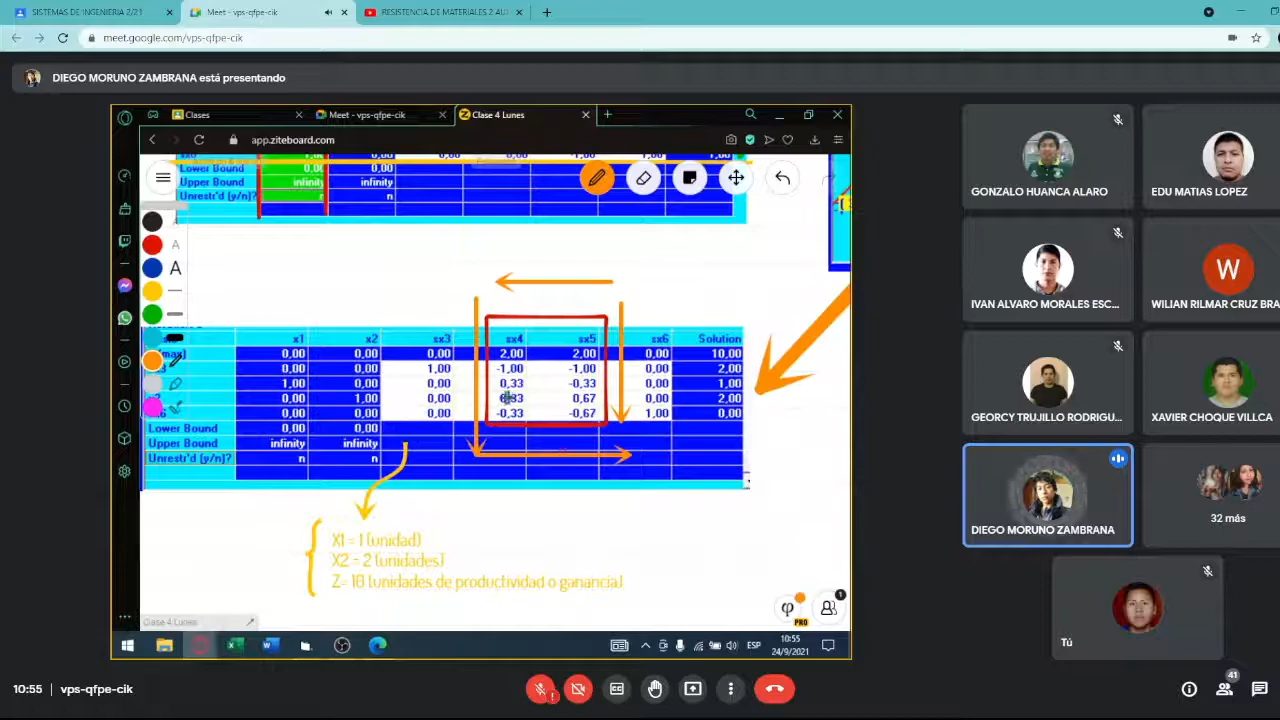 SISTEMAS DE INGENIERIA 2/21
Meet – vps-qfpe-cik
RESISTENCIA DE MATERIALES 2 AU
meet.google.com/vps-qfpe-cik
DIEGO MORUNO ZAMBRANA está presentando
Clases
Meet - vps-qfpe-cik
Clase 4 Lunes
app.ziteboard.com
Lower Bound 0,00 0,00
Upper Bound infinity infinity
Unrestr'd (y/n)? n
x1 x2 sx3 sx4 sx5 sx6 Solution
0,00 0,00 0,00 2,00 2,00 0,00 10,00
0,00 0,00 1,00 -1,00 -1,00 0,00 2,00
1,00 0,00 0,00 0,33 -0,33 0,00 1,00
0,00 1,00 0,00 0,67 0,00 2,00
0,00 0,00 0,00 -0,33 -0,67 1,00 0,00
Lower Bound 0,00 0,00
Upper Bound infinity infinity
Unrestr'd (y/n)? n n
X1 = 1 (unidad)
X2 = 2 (unidades)
Z= 10 (unidades de productividad o ganancia)
Clase 4 Lunes
PRO
1
ESP
10:55
24/9/2021
GONZALO HUANCA ALARO
EDU MATIAS LOPEZ
IVAN ALVARO MORALES ESC...
W
WILIAN RILMAR CRUZ BRA
GEORCY TRUJILLO RODRIGU...
XAVIER CHOQUE VILLCA
DIEGO MORUNO ZAMBRANA
32 más
Tú
10:55 | vps-qfpe-cik
41